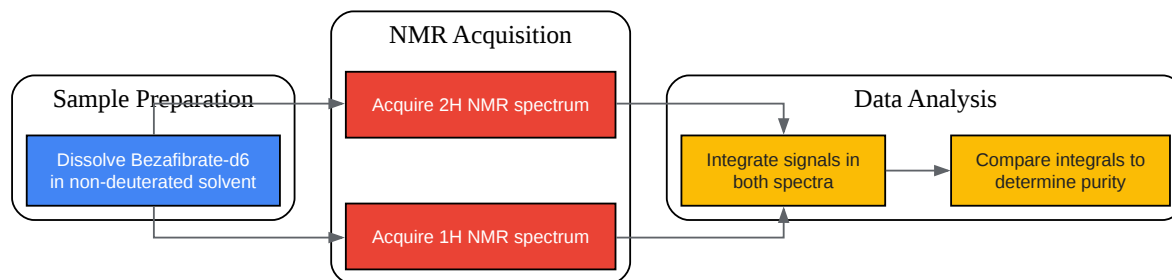 NMR Acquisition
Sample Preparation
Data Analysis
Acquire 2H NMR spectrum
Dissolve Bezafibrate-d6
in non-deuterated solvent
Integrate signals in
both spectra
Compare integrals to
determine purity
Acquire 1H NMR spectrum